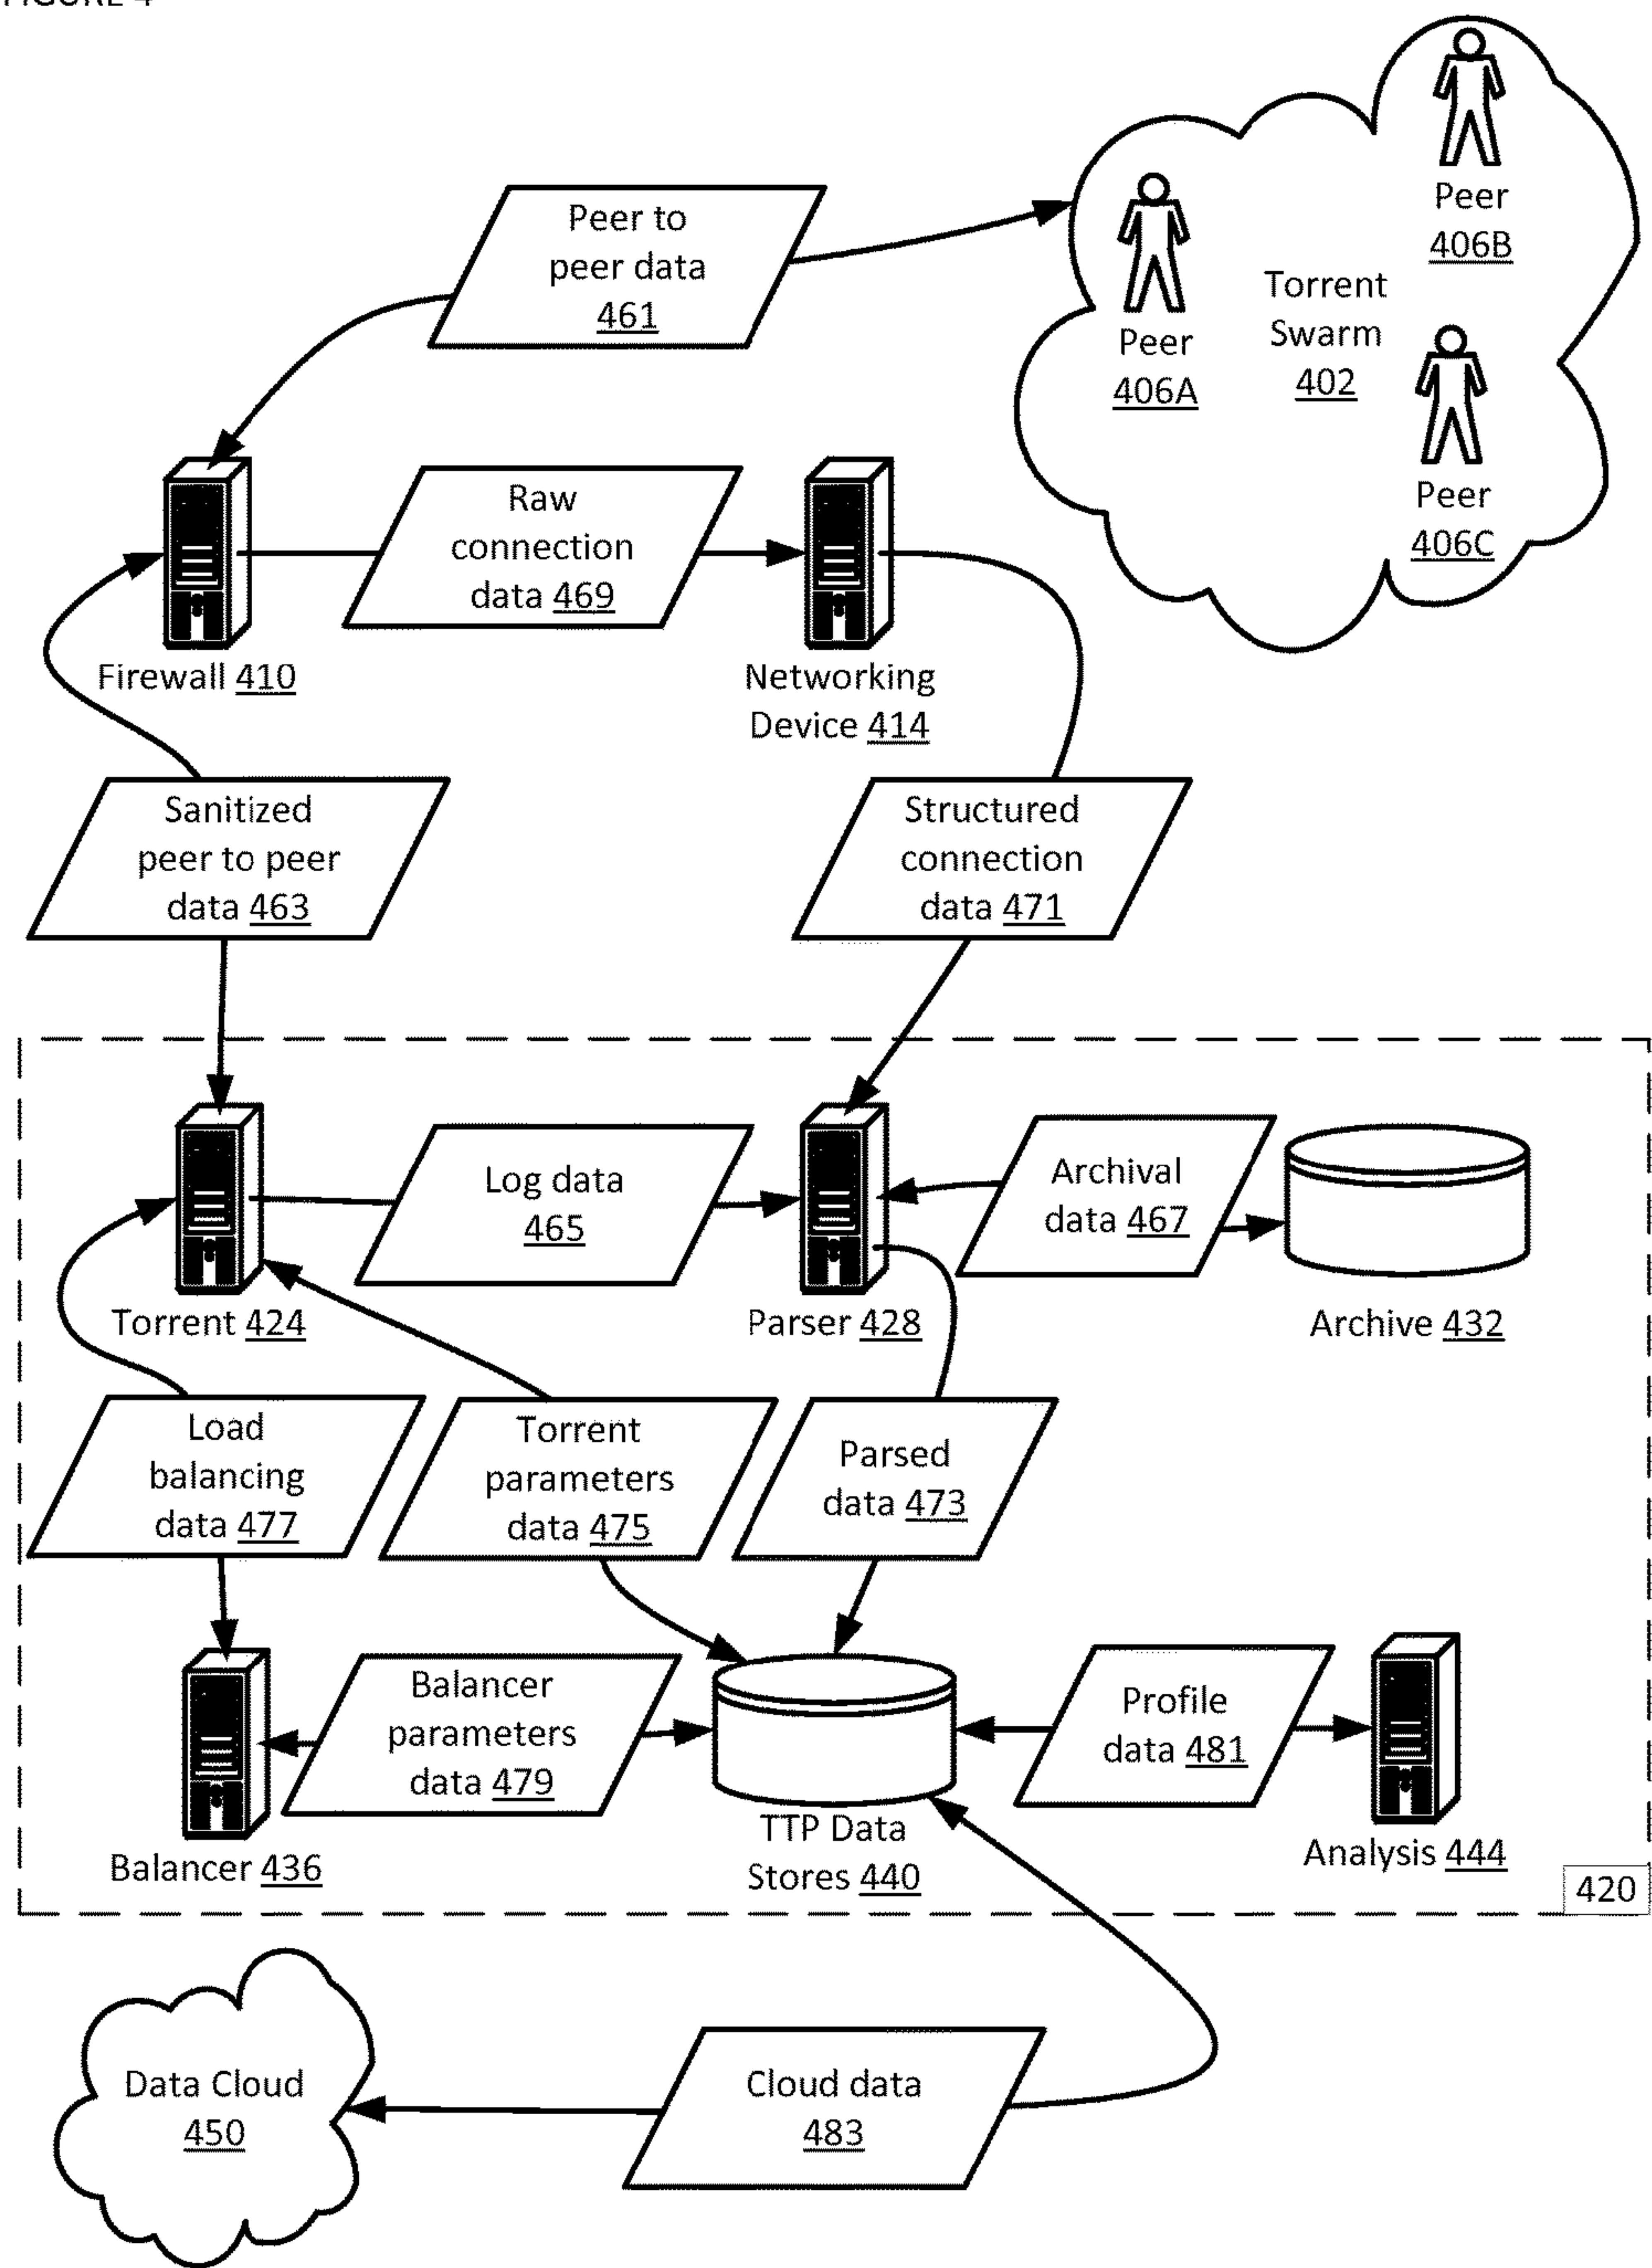 FIGURE 4
Peer
406B
Peer to
peer data
461
Peer
406A
Torrent
Swarm
402
Peer
406C
Raw
connection
data 469
Firewall 410
Networking
Device 414
Sanitized
peer to peer
data 463
Structured
connection
data 471
Log data
465
Archival
data 467
Torrent 424
Parser 428
Archive 432
Load
balancing
data 477
Torrent
parameters
data 475
Parsed
data 473
Balancer
parameters
data 479
Profile
data 481
Balancer 436
TTP Data
Stores 440
Analysis 444
420
Data Cloud
450
Cloud data
483